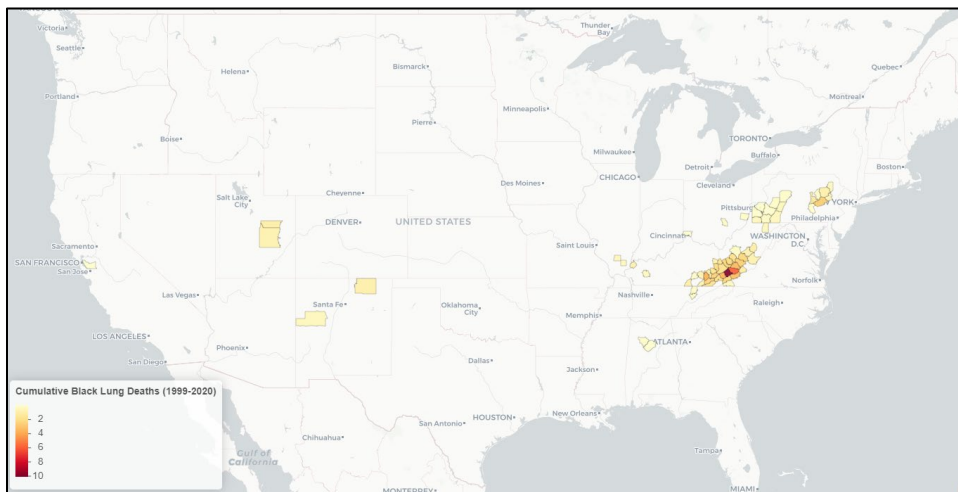 Victoria
Thunder Bay
Seattle
Quebec
Helena
Bismarck
Portland
Montreal
Minneapolis
Pierre
Boise
TORONTO
Milwaukee
Buffalo
Detroit
Boston
CHICAGO
Cleveland
Des Moines
Salt Lake City
Cheyenne
Pittsburg
YORK
DENVER
UNITED STATES
Philadelphia
Cincinnati
WASHINGTON D.C.
Sacramento
Saint Louis
SAN FRANCISCO
San Jose
Norfolk
Las Vegas
Nashville
Raleigh
Santa Fe
Oklahoma City
Memphis
LOS ANGELES
Phoenix
ATLANTA
San Diego
Dallas
Jackson
Cumulative Black Lung Deaths (1999-2020)
2
4
6
8
10
HOUSTON
New Orleans
San Antonio
Chihuahua
Tampa
Gulf of California
MONTERREY
MIAMI